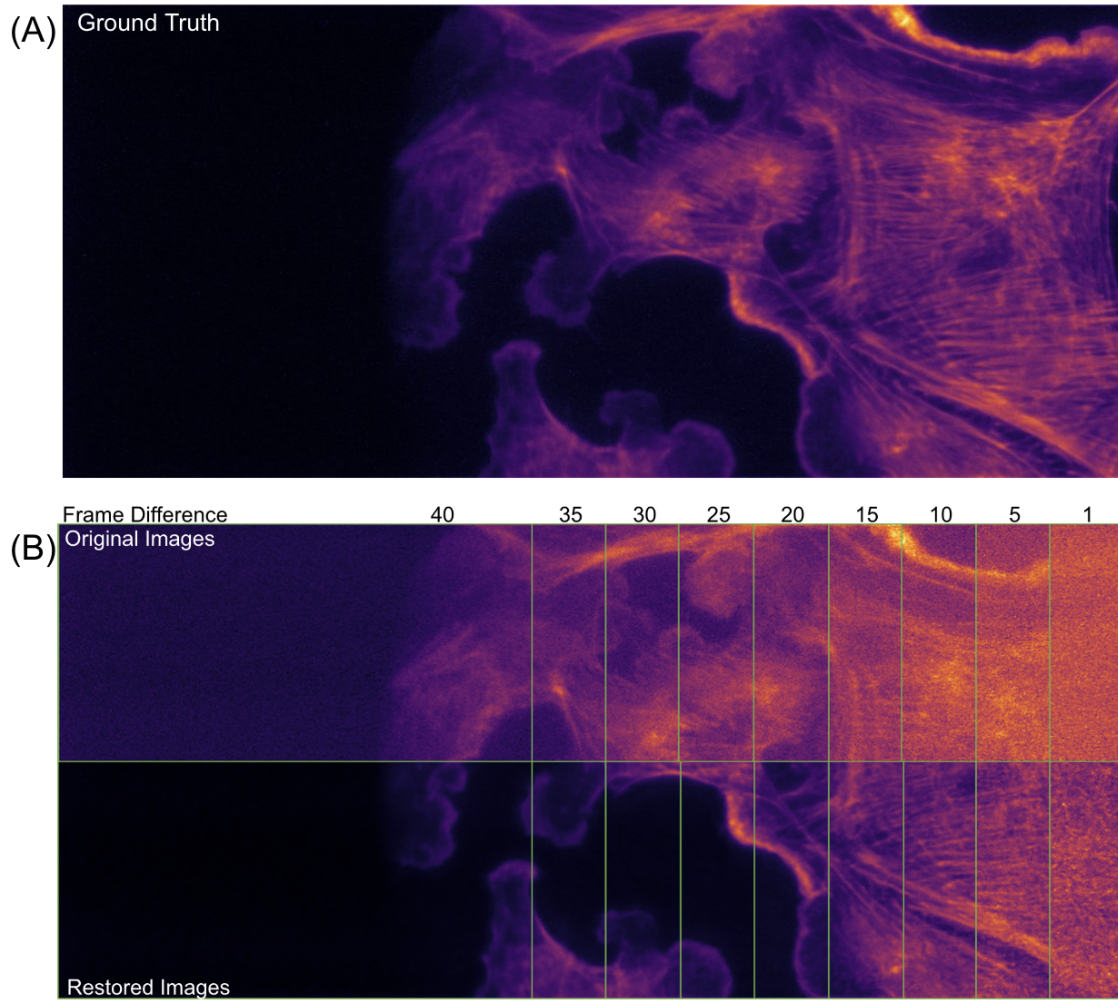 (A)
Ground Truth
Frame Difference 40 35 30 25 20 15 10 5 1
(B)
Original Images
Restored Images